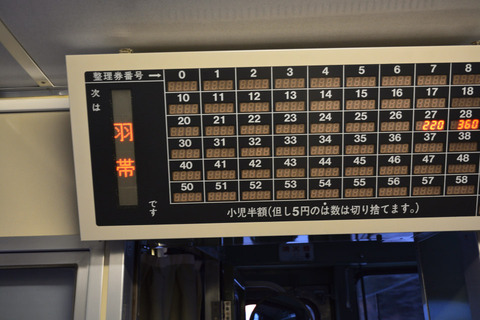 整理券番号→ 0 1 2 3 4 5 6 7 8
次は 羽帯 です
10 11 12 13 14 15 16 17 18
20 21 22 23 24 25 26 27 28
220 360
30 31 32 33 34 35 36 37 38
40 41 42 43 44 45 46 47 48
50 51 52 53 54 55 56 57 58
小児半額(但し5円のは数は切り捨てます。)